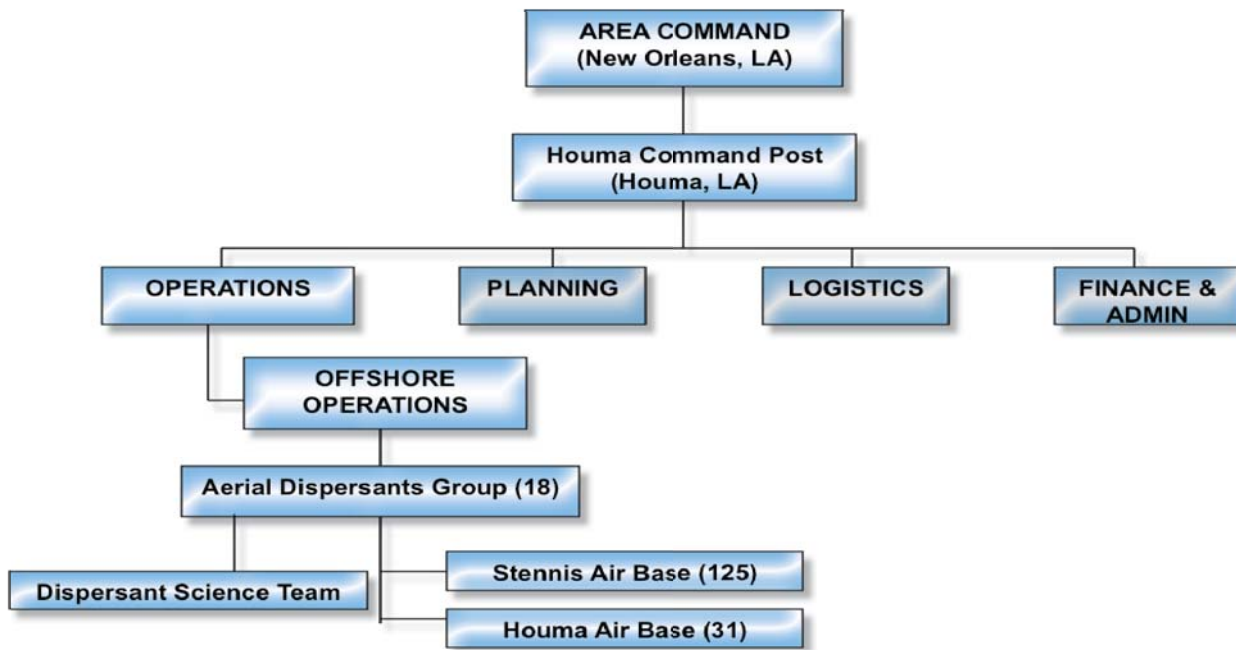 AREA COMMAND
(New Orleans, LA)
Houma Command Post
(Houma, LA)
OPERATIONS
PLANNING
LOGISTICS
FINANCE &
ADMIN
OFFSHORE
OPERATIONS
Aerial Dispersants Group (18)
Stennis Air Base (125)
Dispersant Science Team
Houma Air Base (31)